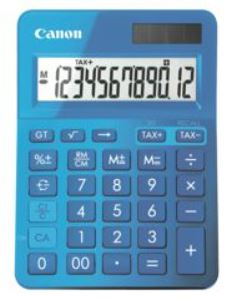 Canon
TAX+
M
123456789012
GT √ → TAX+ TAX-
%± RM/CM M± M= ÷
7 8 9 ×
4 5 6 −
CA 1 2 3 +
0 00 · =